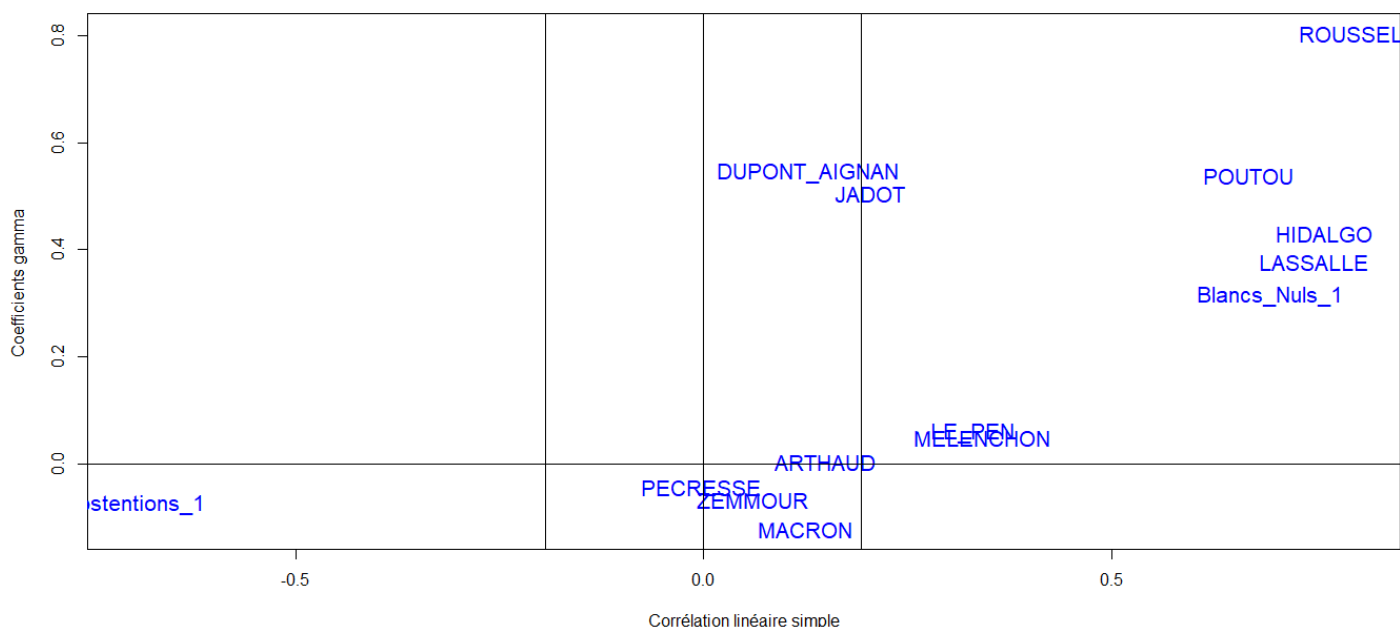 0.8
ROUSSEL
0.6
DUPONT_AIGNAN
POUTOU
JADOT
HIDALGO
0.4
LASSALLE
Blancs_Nuls_1
0.2
LE_PEN
MELENCHON
0.0
ARTHAUD
PECRESSE
ZEMMOUR
ostentions_1
MACRON
Coefficients gamma
-0.5
0.0
0.5
Corrélation linéaire simple